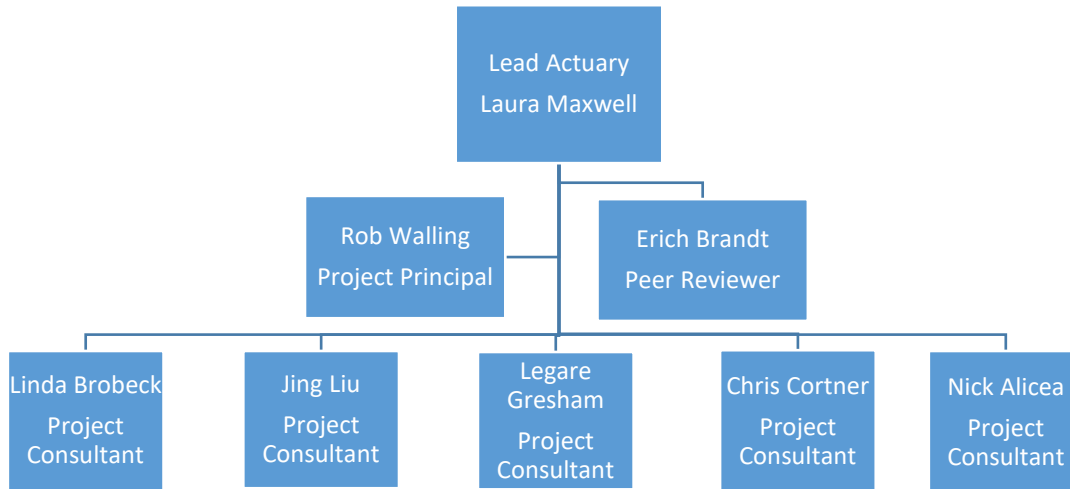 Lead Actuary
Laura Maxwell
Rob Walling
Project Principal
Erich Brandt
Peer Reviewer
Linda Brobeck
Project
Consultant
Jing Liu
Project
Consultant
Legare
Gresham
Project
Consultant
Chris Cortner
Project
Consultant
Nick Alicea
Project
Consultant